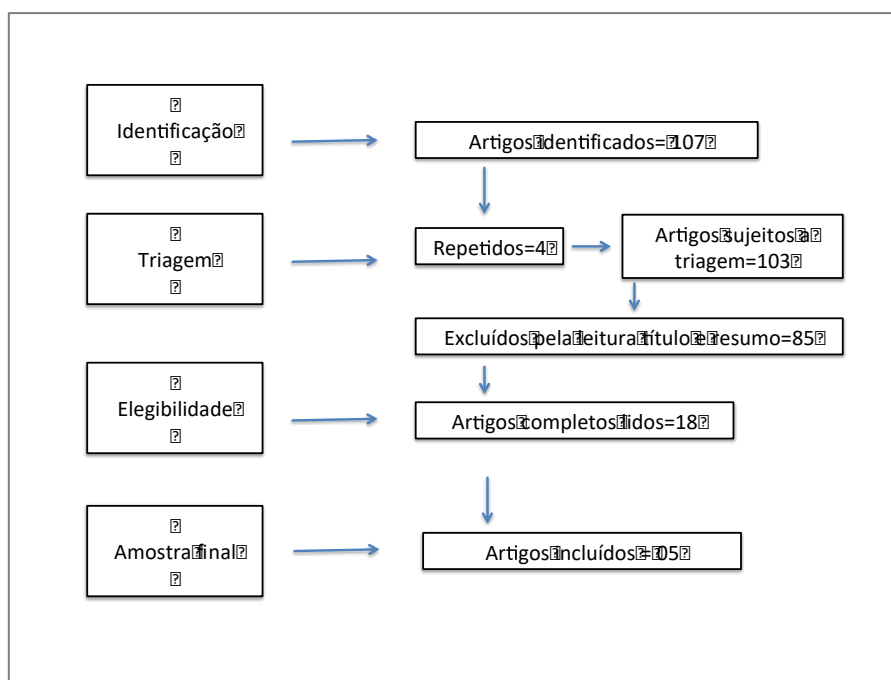 Identificação
Artigos identificados= 107
Triagem
Repetidos=4
Artigos sujeitos a
triagem=103
Excluídos pela leitura título e resumo=85
Elegibilidade
Artigos completos lidos=18
Amostra final
Artigos incluídos = 05